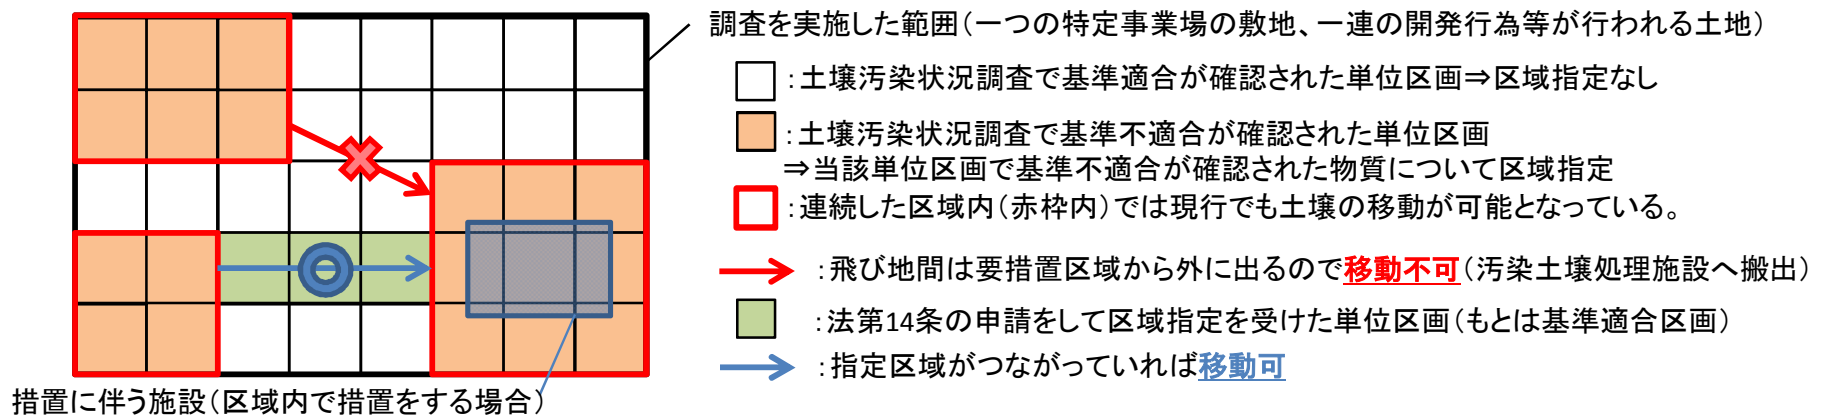 調査を実施した範囲(一つの特定事業場の敷地、一連の開発行為等が行われる土地)
:土壌汚染状況調査で基準適合が確認された単位区画⇒区域指定なし
:土壌汚染状況調査で基準不適合が確認された単位区画
⇒当該単位区画で基準不適合が確認された物質について区域指定
:連続した区域内(赤枠内)では現行でも土壌の移動が可能となっている。
:飛び地間は要措置区域から外に出るので移動不可(汚染土壌処理施設へ搬出)
:法第14条の申請をして区域指定を受けた単位区画(もとは基準適合区画)
:指定区域がつながっていれば移動可
措置に伴う施設(区域内で措置をする場合)